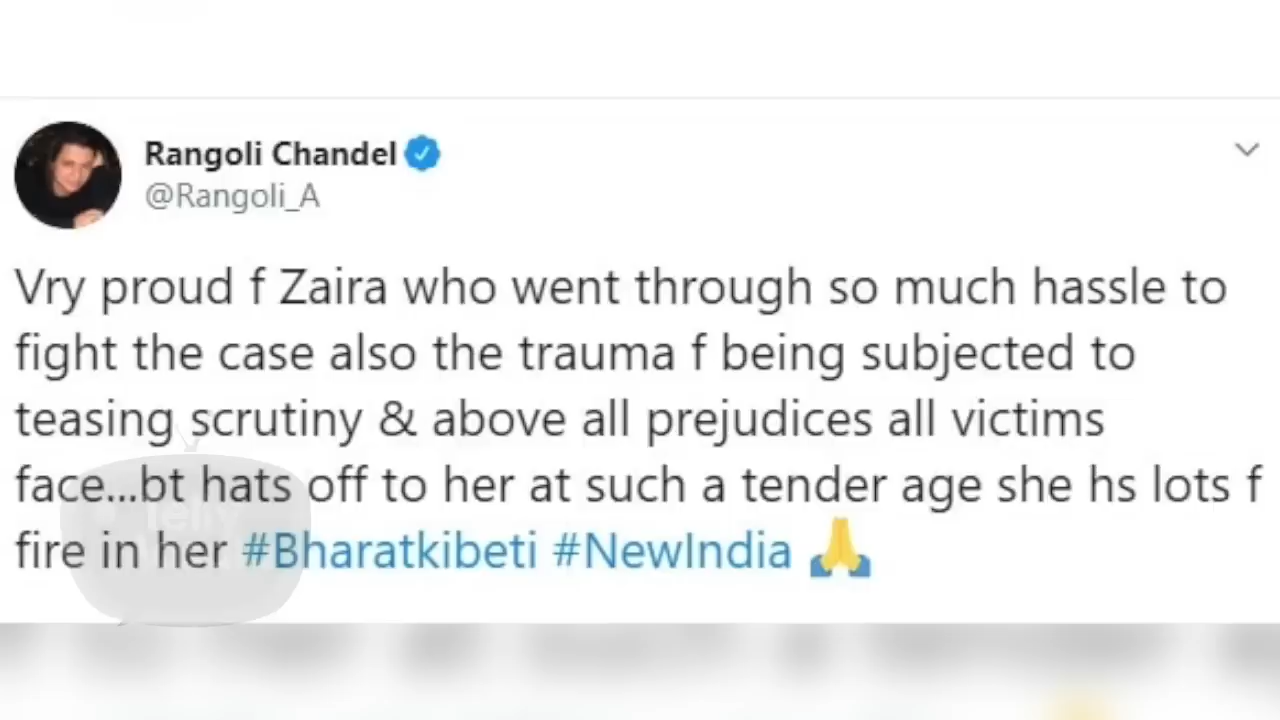 Rangoli Chandel
@Rangoli_A
Vry proud f Zaira who went through so much hassle to
fight the case also the trauma f being subjected to
teasing scrutiny & above all prejudices all victims
face...bt hats off to her at such a tender age she hs lots f
fire in her #Bharatkibeti #NewIndia 🙏
Telly